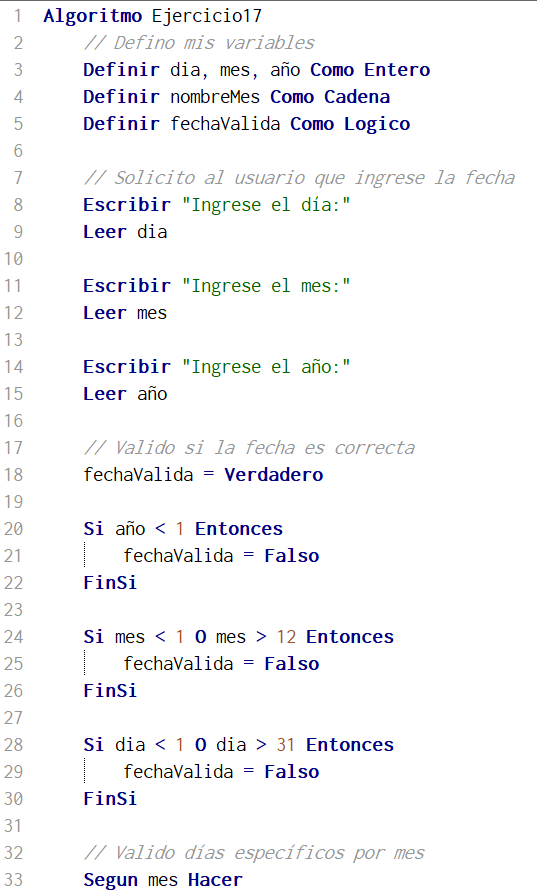 1 Algoritmo Ejercicio17
2 // Defino mis variables
3 Definir dia, mes, año Como Entero
4 Definir nombreMes Como Cadena
5 Definir fechaValida Como Logico
6
7 // Solicito al usuario que ingrese la fecha
8 Escribir "Ingrese el día:"
9 Leer dia
10
11 Escribir "Ingrese el mes:"
12 Leer mes
13
14 Escribir "Ingrese el año:"
15 Leer año
16
17 // Valido si la fecha es correcta
18 fechaValida = Verdadero
19
20 Si año < 1 Entonces
21 fechaValida = Falso
22 FinSi
23
24 Si mes < 1 O mes > 12 Entonces
25 fechaValida = Falso
26 FinSi
27
28 Si dia < 1 O dia > 31 Entonces
29 fechaValida = Falso
30 FinSi
31
32 // Valido días específicos por mes
33 Segun mes Hacer